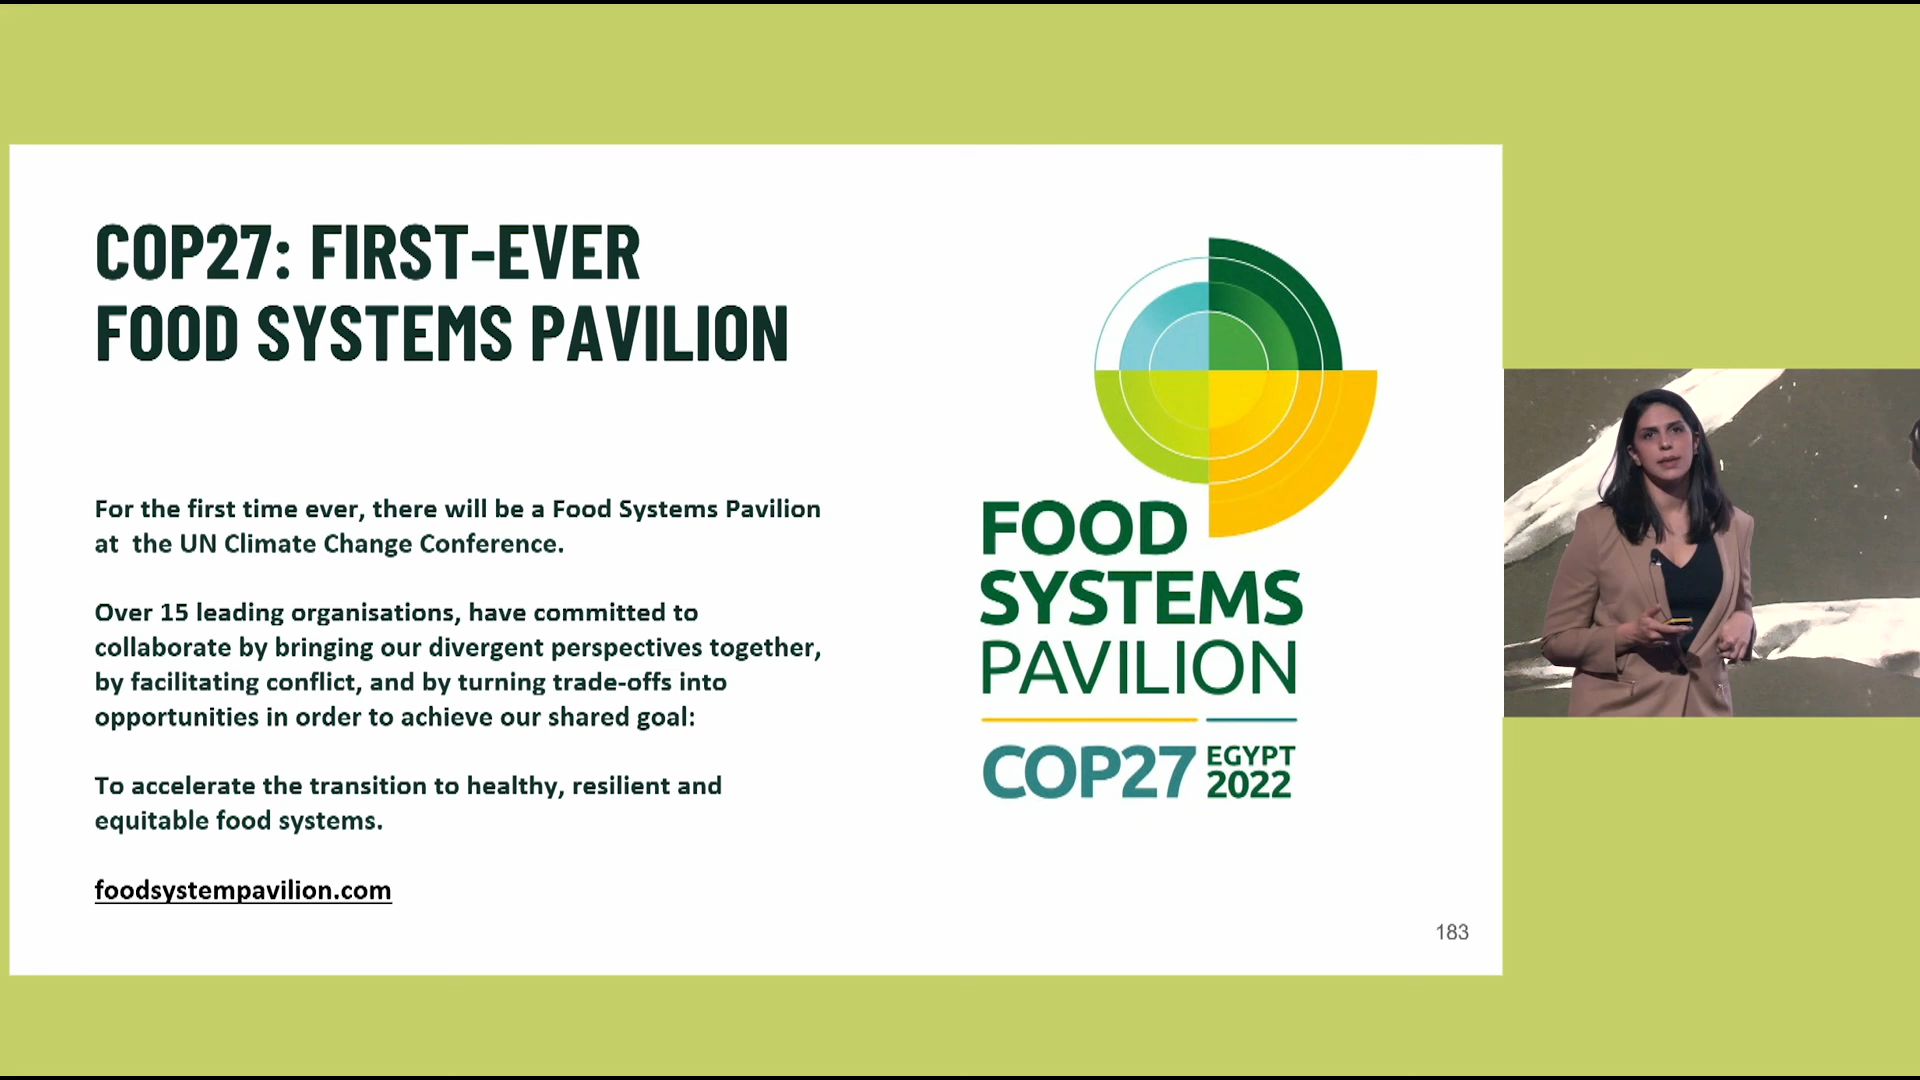 COP27: FIRST-EVER
FOOD SYSTEMS PAVILION
For the first time ever, there will be a Food Systems Pavilion
at  the UN Climate Change Conference.
Over 15 leading organisations, have committed to
collaborate by bringing our divergent perspectives together,
by facilitating conflict, and by turning trade-offs into
opportunities in order to achieve our shared goal:
To accelerate the transition to healthy, resilient and
equitable food systems.
foodsystempavilion.com
FOOD
SYSTEMS
PAVILION
COP27 EGYPT
2022
183